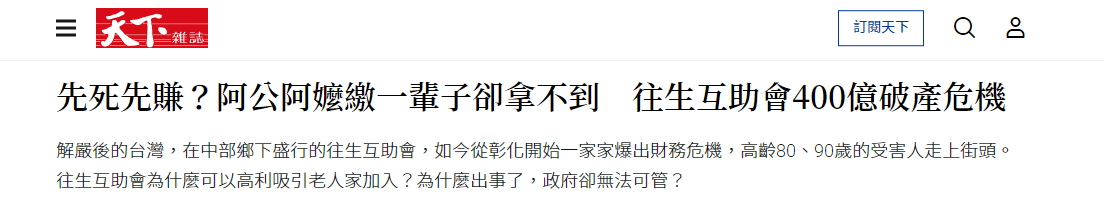 天下雜誌
訂閱天下
先死先賺？阿公阿嬤繳一輩子卻拿不到　往生互助會400億破產危機
解嚴後的台灣，在中部鄉下盛行的往生互助會，如今從彰化開始一家家爆出財務危機，高齡80、90歲的受害人走上街頭。
往生互助會為什麼可以高利吸引老人家加入？為什麼出事了，政府卻無法可管？